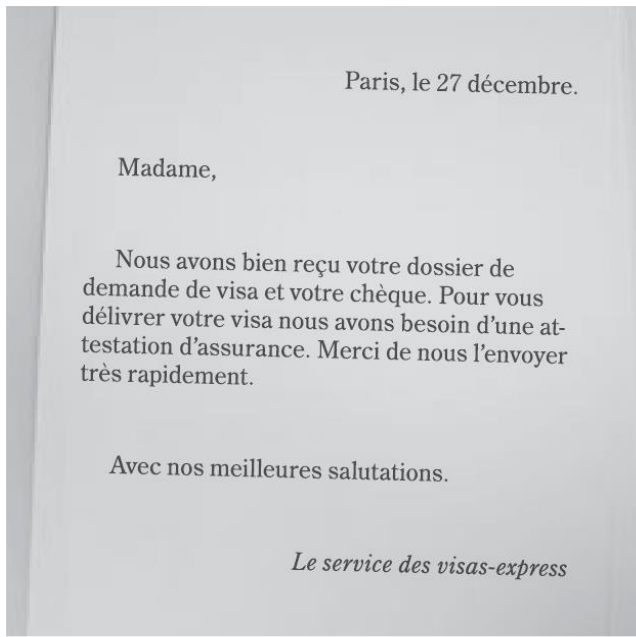 Paris, le 27 décembre.
Madame,
Nous avons bien reçu votre dossier de
demande de visa et votre chèque. Pour vous
délivrer votre visa nous avons besoin d’une at-
testation d’assurance. Merci de nous l’envoyer
très rapidement.
Avec nos meilleures salutations.
Le service des visas-express